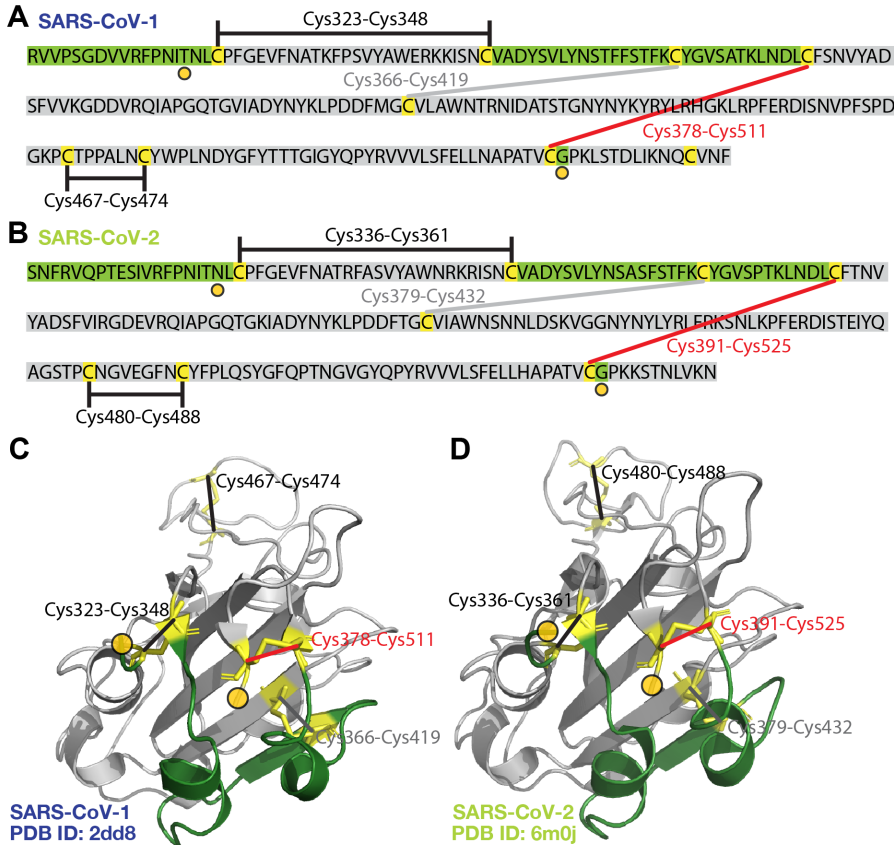 A SARS-CoV-1
Cys323-Cys348
RVVPSGDVVRFPNITNLCPFGEVFNATKFPSVYAWERKKISNCVADYSVLYNSTFFSTFKCYGVSATKLNDLCFSNVYAD
Cys366-Cys419
SFVVKGDDVRQIAPGQTGVIADYNYKLPDDFMGCVLAWNTRNIDATSTGNYNYKYRYLRHGKLRPFERDISNVPFSPD
Cys378-Cys511
GKPCTPPALNCYWPLNDYGFYTTTGIGYQPYRVVVLSFELLNAPATVCGPKLSTDLIKNQCVNF
Cys467-Cys474
B SARS-CoV-2
Cys336-Cys361
SNFRVQPTESIVRFPNITNLCPFGEVFNATRFASVYAWNRKRISNCVADYSVLYNSASFSTFKCYGVSPTKLNDLCFTNV
Cys379-Cys432
YADSFVIRGDEVRQIAPGQTGKIADYNYKLPDDFTGCVIAWNSNNLDSKVGGNYNYLYRLFRKSNLKPFERDISTEIYQ
Cys391-Cys525
AGSTPCNGVEGFNCYFPLQSYGFQPTNGVGYQPYRVVVLSFELLHAPATVCGPKKSTNLVKN
Cys480-Cys488
C
Cys467-Cys474
Cys323-Cys348
Cys378-Cys511
Cys366-Cys419
SARS-CoV-1
PDB ID: 2dd8
D
Cys480-Cys488
Cys336-Cys361
Cys391-Cys525
Cys379-Cys432
SARS-CoV-2
PDB ID: 6m0j